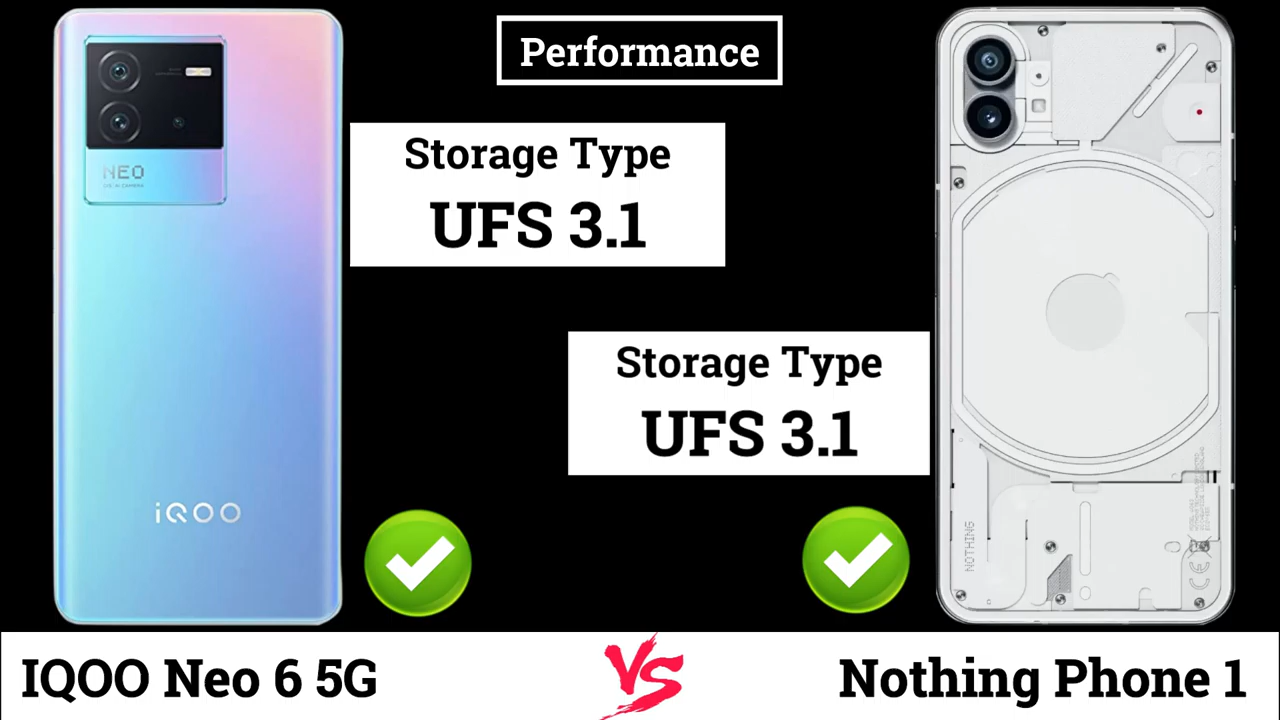 Performance
Storage Type
UFS 3.1
Storage Type
UFS 3.1
NEO
iQOO
NOTHING
CE
IQOO Neo 6 5G
VS
Nothing Phone 1